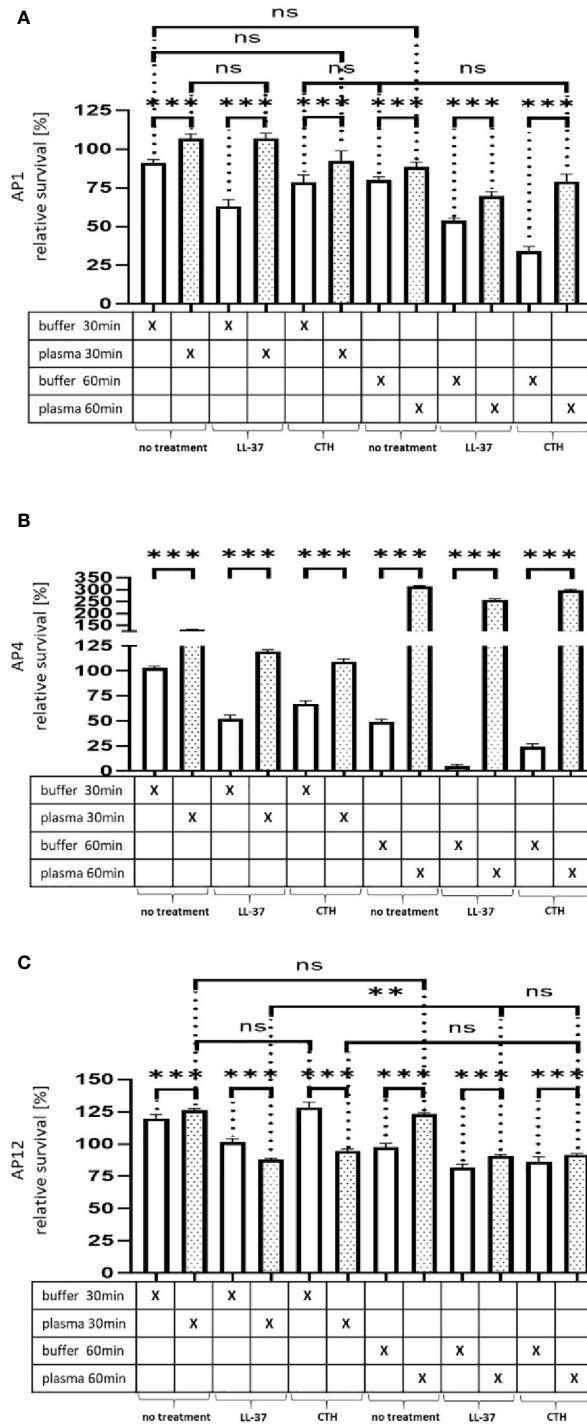 A
ns
ns
ns ns ns
*** *** *** *** *** ***
AP1
relative survival [%]
125
100
75
50
25
0
buffer 30min X X X
plasma 30min X X X
buffer 60min X X X
plasma 60min X X X
no treatment LL-37 CTH no treatment LL-37 CTH
B
*** *** *** *** *** ***
AP4
relative survival [%]
350
300
250
200
150
125
100
75
50
25
0
buffer 30min X X X
plasma 30min X X X
buffer 60min X X X
plasma 60min X X X
no treatment LL-37 CTH no treatment LL-37 CTH
C
ns
** ns
ns ns
*** *** *** *** *** ***
AP12
relative survival [%]
150
125
100
75
50
25
0
buffer 30min X X X
plasma 30min X X X
buffer 60min X X X
plasma 60min X X X
no treatment LL-37 CTH no treatment LL-37 CTH